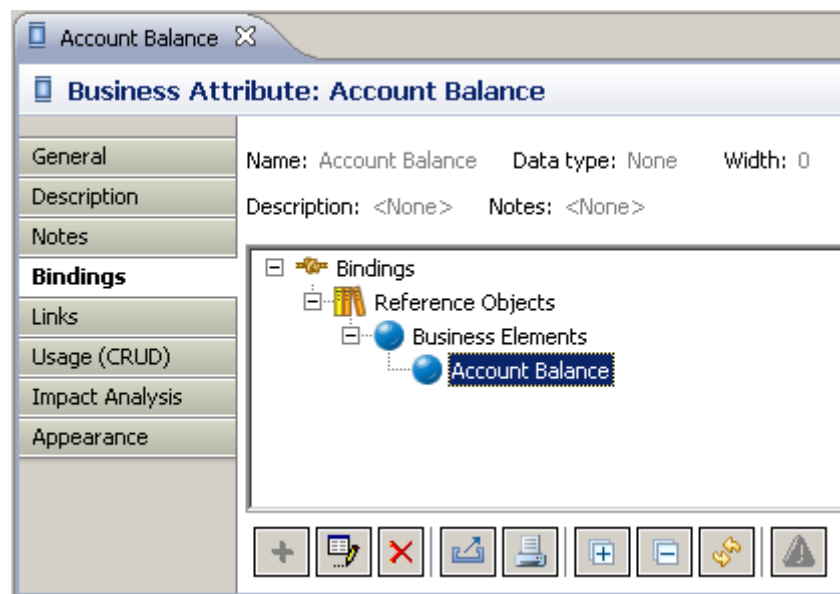 Account Balance
Business Attribute: Account Balance
General
Description
Notes
Bindings
Links
Usage (CRUD)
Impact Analysis
Appearance
Name: Account Balance Data type: None Width: 0
Description: <None> Notes: <None>
Bindings
Reference Objects
Business Elements
Account Balance